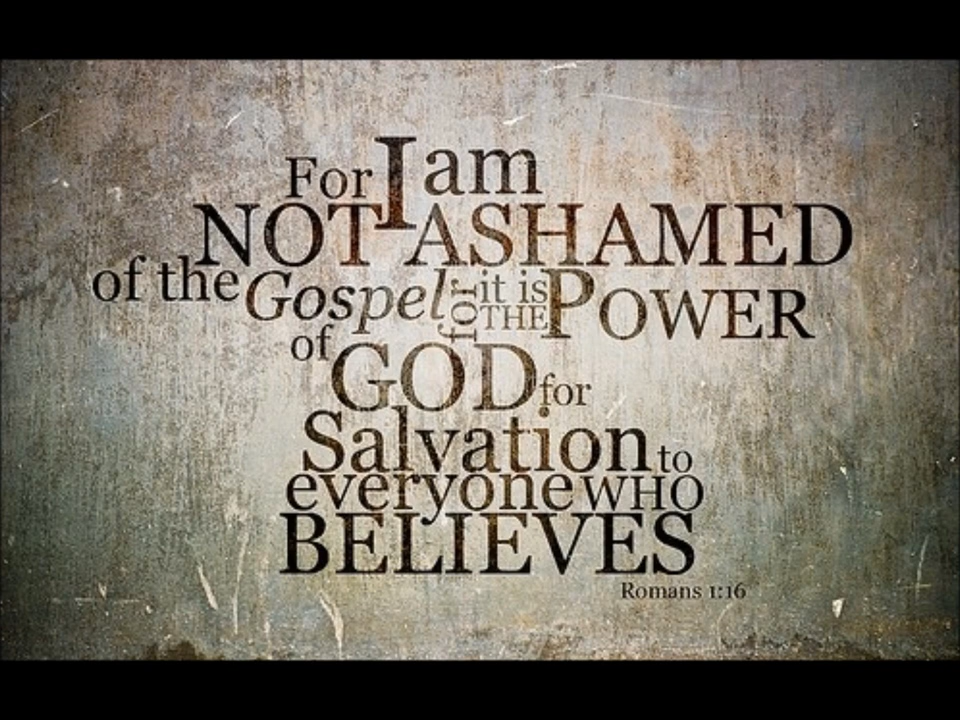 For I am
NOT ASHAMED
of the Gospel for it is THE POWER
of GOD for
Salvation to
everyone WHO
BELIEVES
Romans 1:16